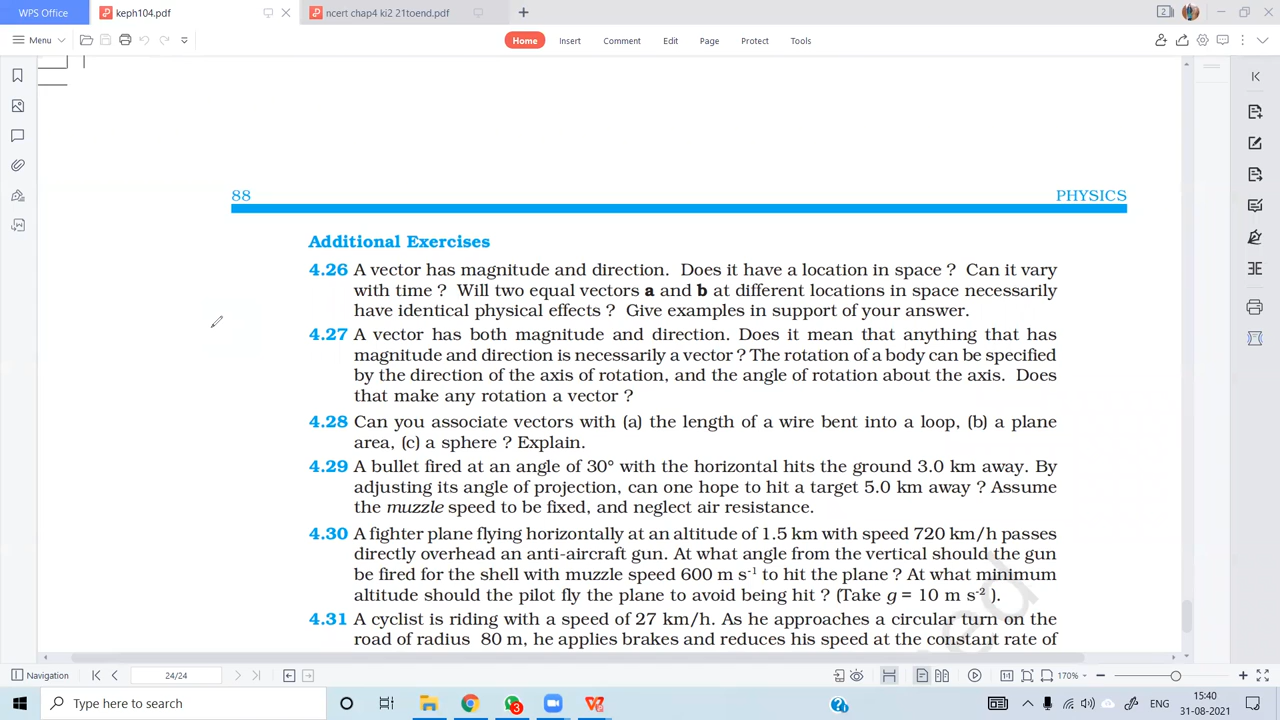 WPS Office
keph104.pdf
ncert chap4 ki2 21toend.pdf
2
Menu
Home
Insert
Comment
Edit
Page
Protect
Tools
88
PHYSICS
Additional Exercises
4.26 A vector has magnitude and direction. Does it have a location in space ? Can it vary
with time ? Will two equal vectors a and b at different locations in space necessarily
have identical physical effects ? Give examples in support of your answer.
4.27 A vector has both magnitude and direction. Does it mean that anything that has
magnitude and direction is necessarily a vector ? The rotation of a body can be specified
by the direction of the axis of rotation, and the angle of rotation about the axis. Does
that make any rotation a vector ?
4.28 Can you associate vectors with (a) the length of a wire bent into a loop, (b) a plane
area, (c) a sphere ? Explain.
4.29 A bullet fired at an angle of 30° with the horizontal hits the ground 3.0 km away. By
adjusting its angle of projection, can one hope to hit a target 5.0 km away ? Assume
the muzzle speed to be fixed, and neglect air resistance.
4.30 A fighter plane flying horizontally at an altitude of 1.5 km with speed 720 km/h passes
directly overhead an anti-aircraft gun. At what angle from the vertical should the gun
be fired for the shell with muzzle speed 600 m s-1 to hit the plane ? At what minimum
altitude should the pilot fly the plane to avoid being hit ? (Take g = 10 m s-2 ).
4.31 A cyclist is riding with a speed of 27 km/h. As he approaches a circular turn on the
road of radius 80 m, he applies brakes and reduces his speed at the constant rate of
Navigation
24/24
1:1
170%
Type here to search
3
ENG
15:40
31-08-2021